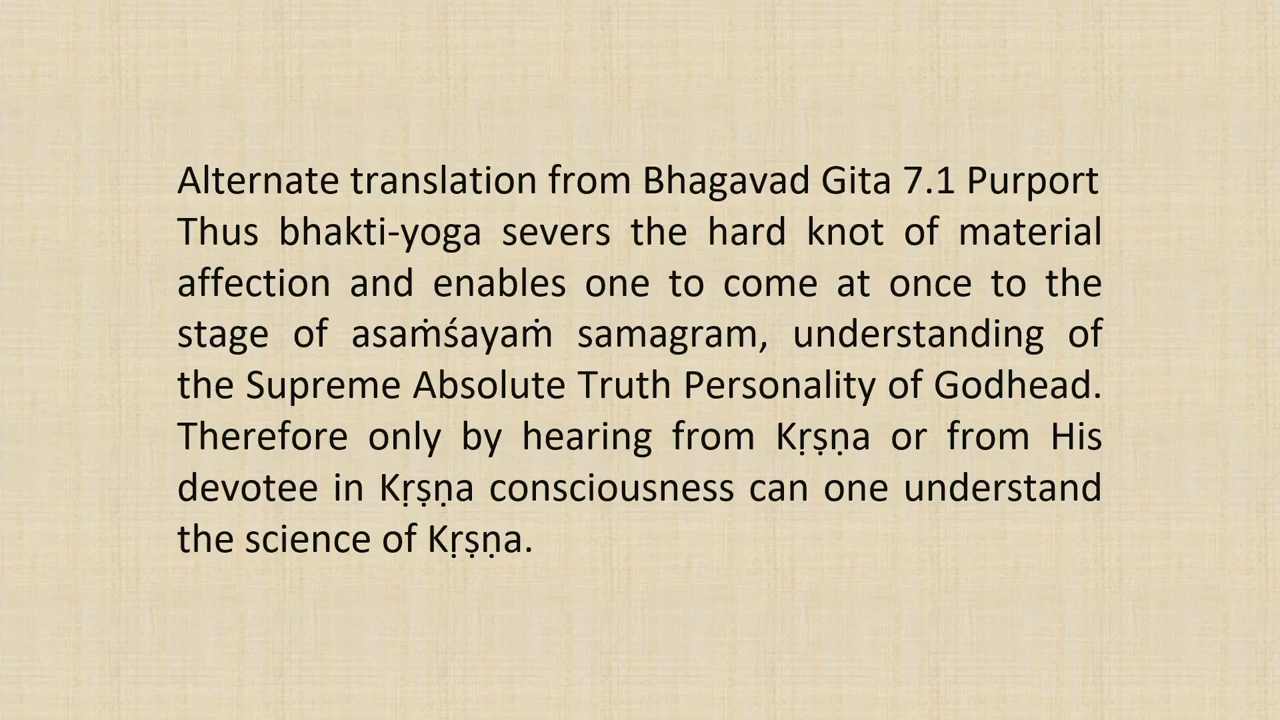 Alternate translation from Bhagavad Gita 7.1 Purport
Thus bhakti-yoga severs the hard knot of material
affection and enables one to come at once to the
stage of asaṁśayaṁ samagram, understanding of
the Supreme Absolute Truth Personality of Godhead.
Therefore only by hearing from Kṛṣṇa or from His
devotee in Kṛṣṇa consciousness can one understand
the science of Kṛṣṇa.